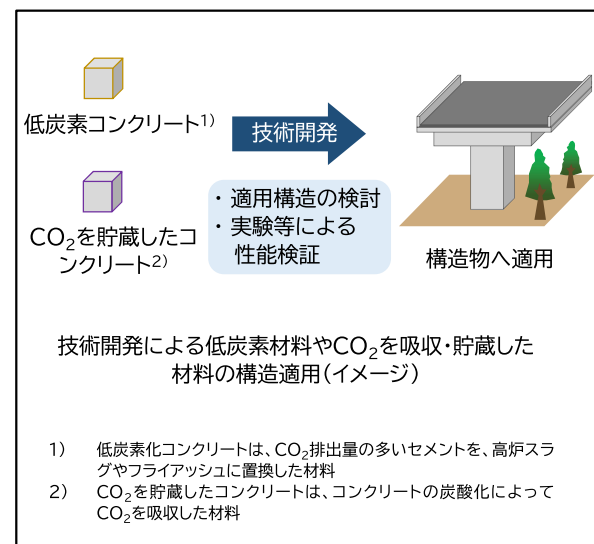 低炭素コンクリート1)
技術開発
CO2を貯蔵したコ
ンクリート2)
・適用構造の検討
・実験等による
性能検証
構造物へ適用
技術開発による低炭素材料やCO2を吸収・貯蔵した
材料の構造適用(イメージ)
1) 低炭素化コンクリートは、CO2排出量の多いセメントを、高炉スラ
グやフライアッシュに置換した材料
2) CO2を貯蔵したコンクリートは、コンクリートの炭酸化によって
CO2を吸収した材料